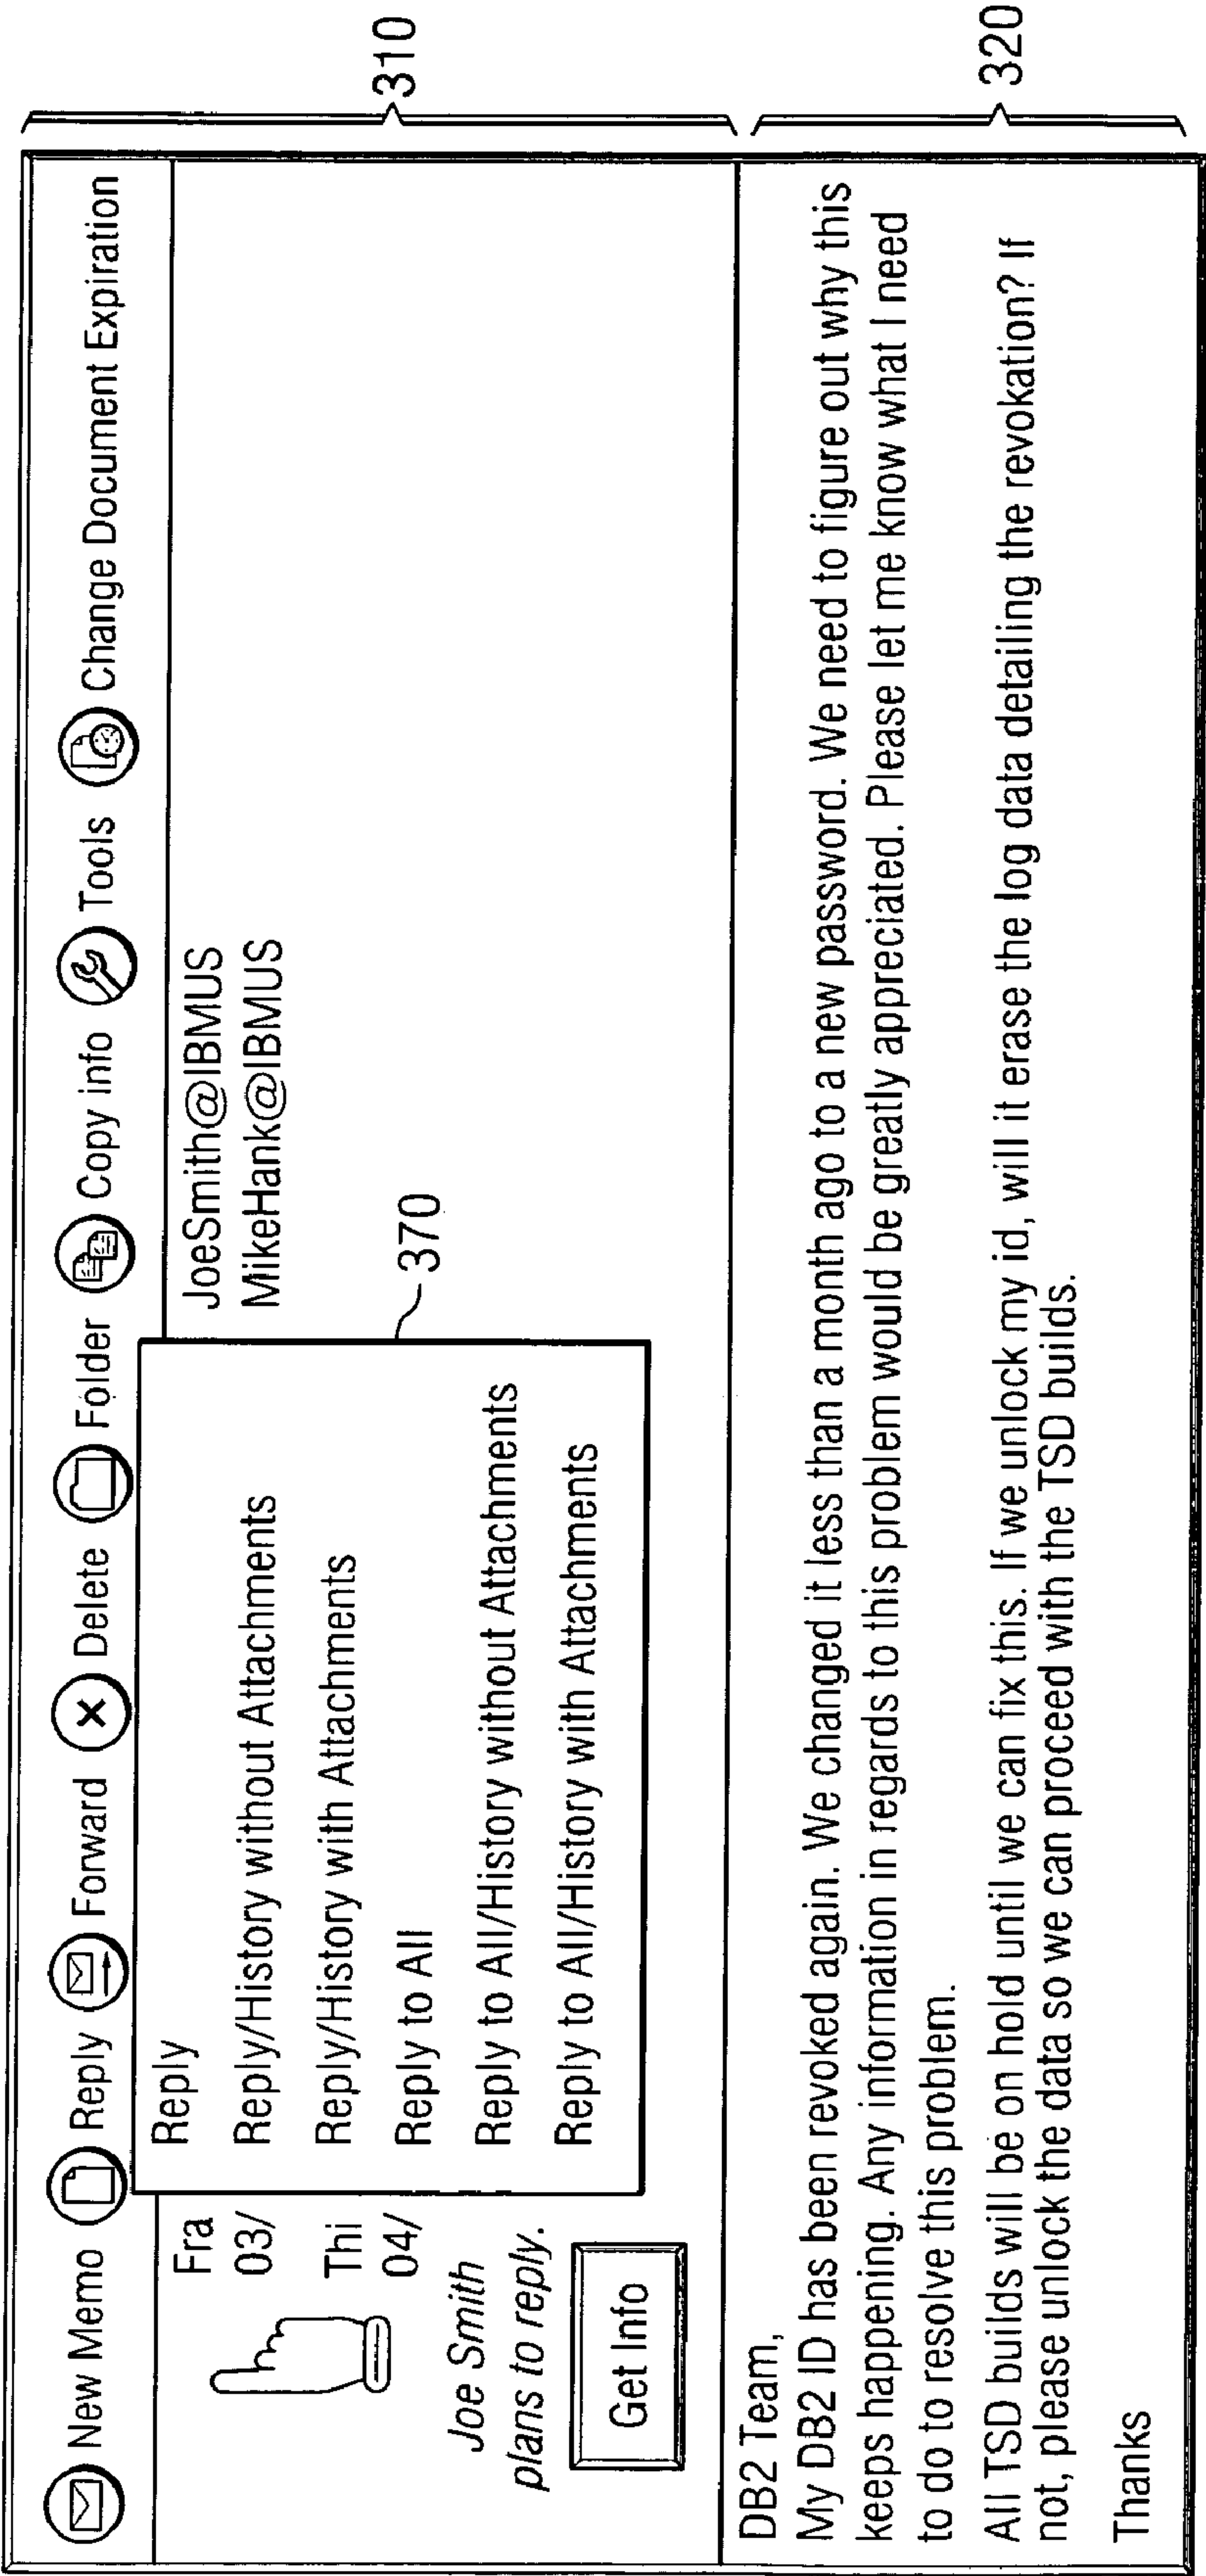 New Memo Reply Forward Delete Folder Copy info Tools Change Document Expiration
Reply
Reply/History without Attachments
Reply/History with Attachments
Reply to All
Reply to All/History without Attachments
Reply to All/History with Attachments
370
Fra
03/
Thi
04/
JoeSmith@IBMUS
MikeHank@IBMUS
Joe Smith
plans to reply.
Get Info
310
DB2 Team,
My DB2 ID has been revoked again. We changed it less than a month ago to a new password. We need to figure out why this
keeps happening. Any information in regards to this problem would be greatly appreciated. Please let me know what I need
to do to resolve this problem.
All TSD builds will be on hold until we can fix this. If we unlock my id, will it erase the log data detailing the revokation? If
not, please unlock the data so we can proceed with the TSD builds.
Thanks
320